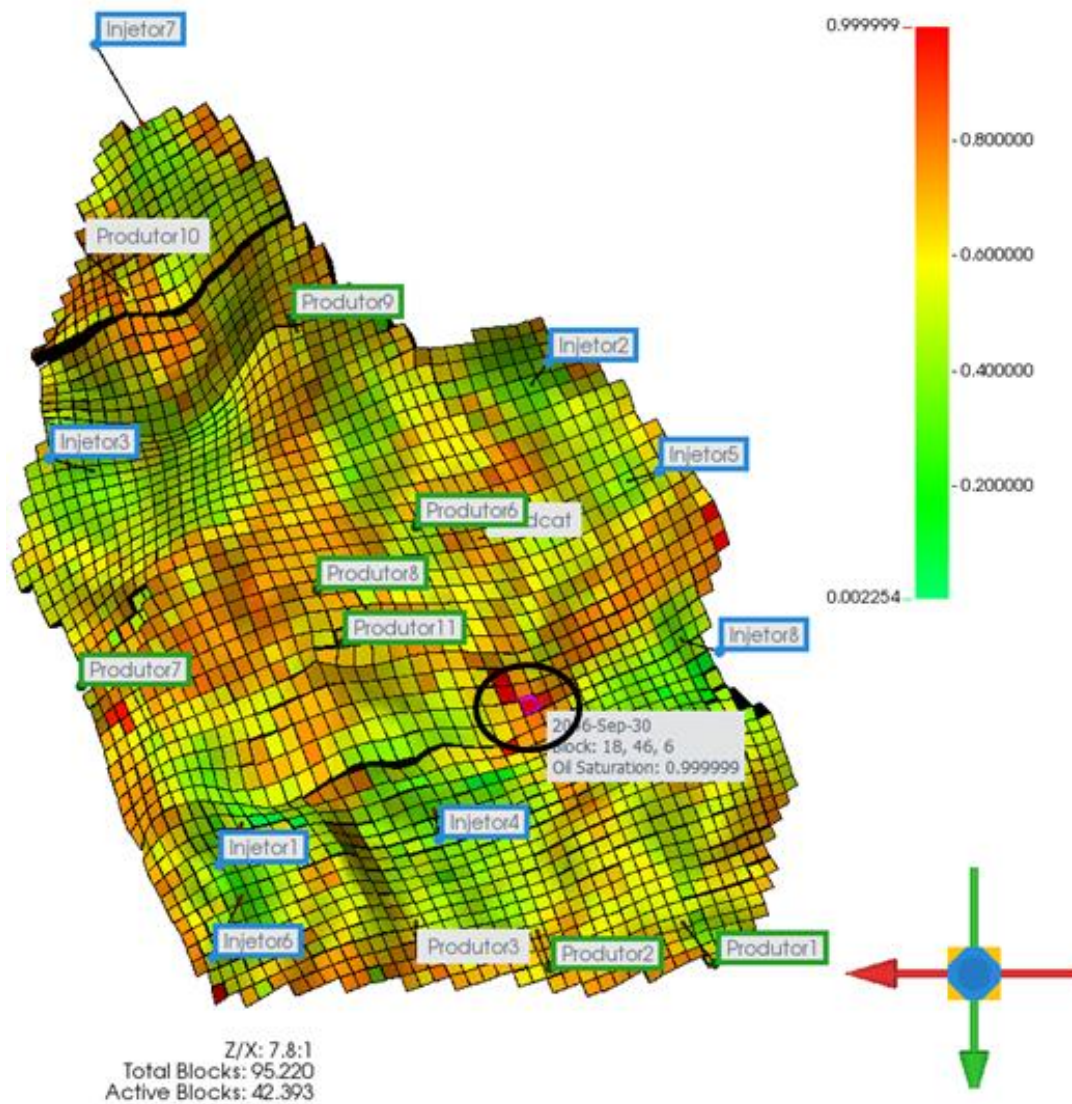 Injetor7
0.999999
0.800000
Produtor10
0.600000
Produtor9
Injetor2
0.400000
Injetor3
Injetor5
0.200000
Produtor6
dcat
Produtor8
0.002254
Produtor11
Injetor8
Produtor7
Block: 18, 46, 6
Oil Saturation: 0.999999
Injetor4
Injetor1
Injetor6
Produtor3
Produtor2
Produtor1
Z/X: 7.8:1
Total Blocks: 95.220
Active Blocks: 42.393